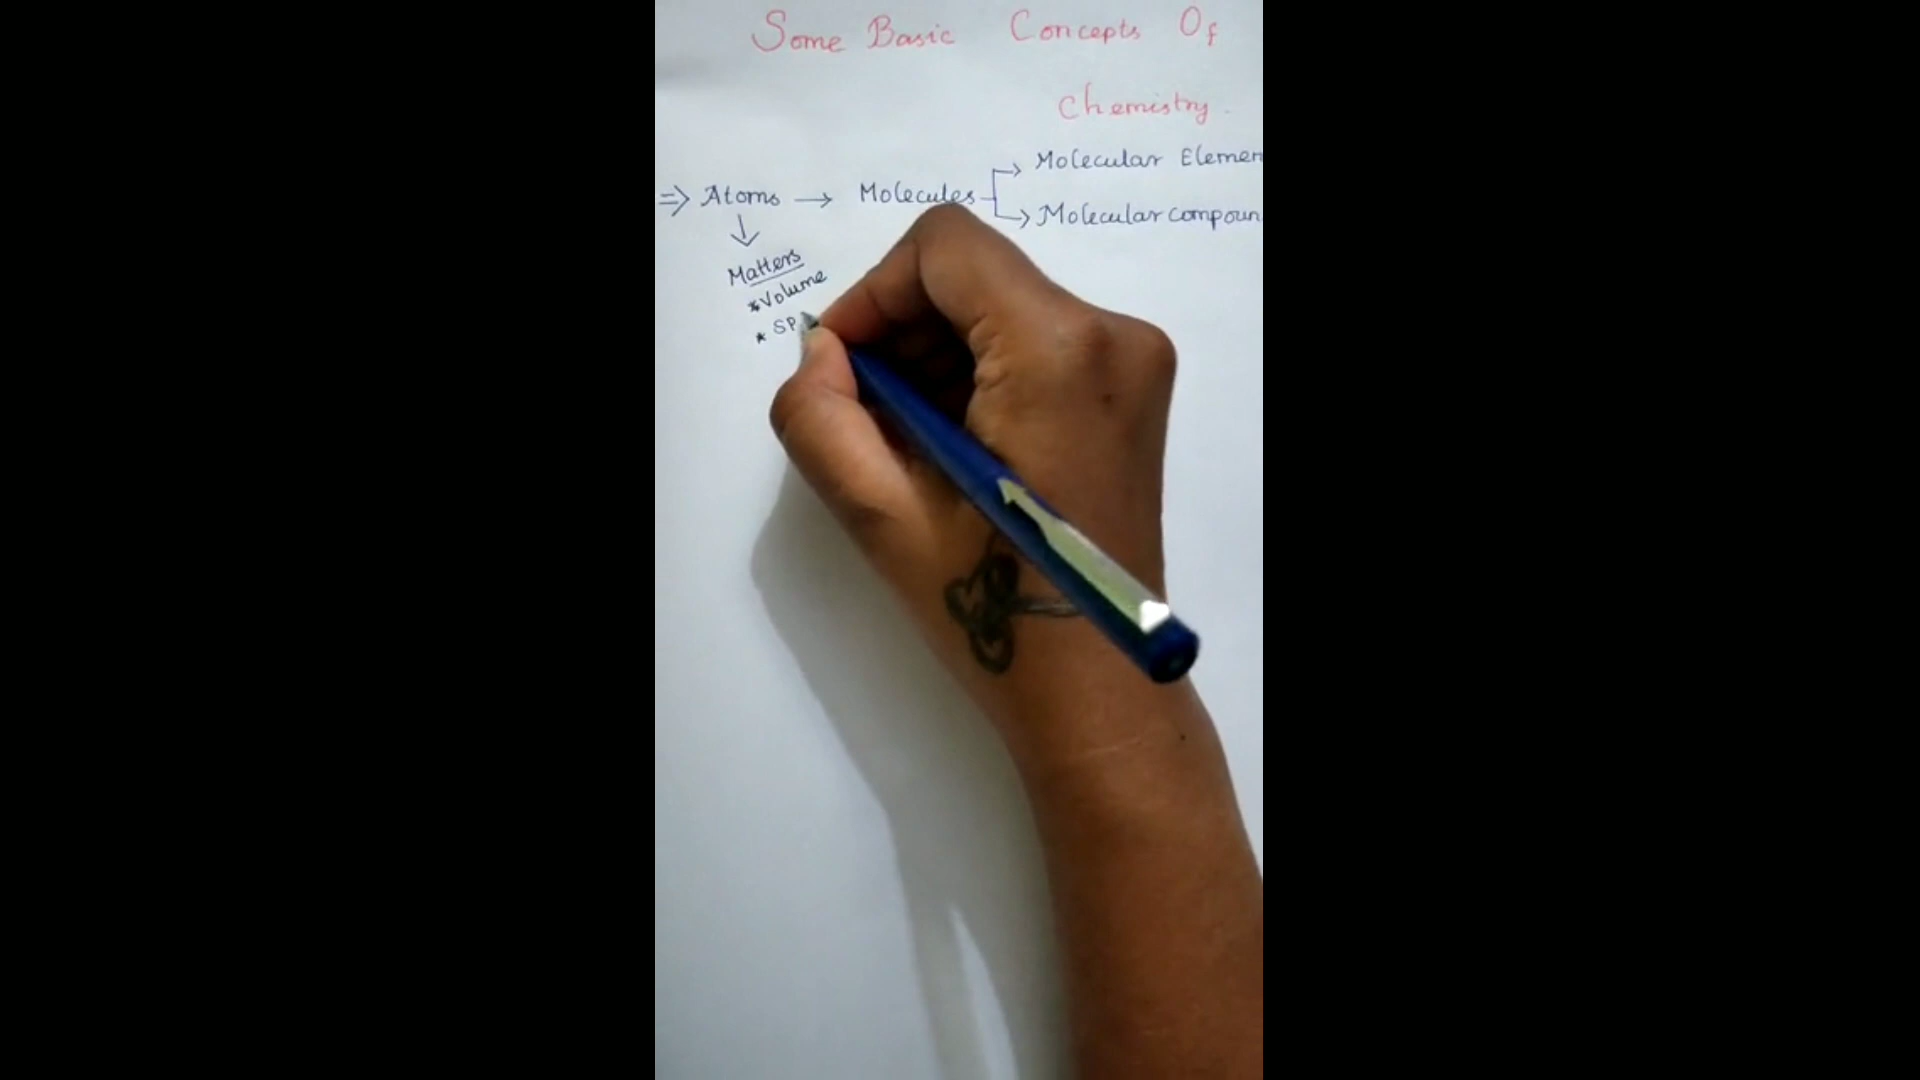 Some Basic Concepts Of
Chemistry.
Molecular Elemen
⇒ Atoms → Molecules
Molecular compoun
Matters
*Volume
* SP